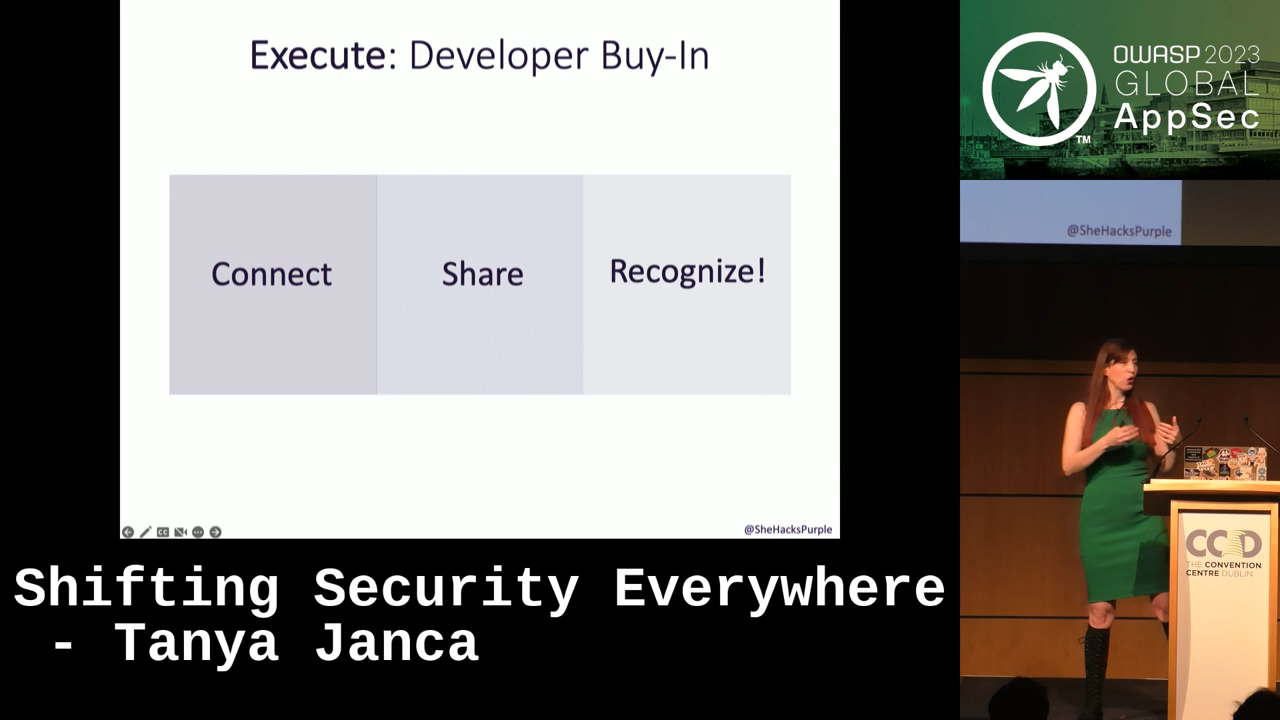 Execute: Developer Buy-In
Connect
Share
Recognize!
@SheHacksPurple
Shifting Security Everywhere
- Tanya Janca
OWASP 2023
GLOBAL
AppSec
TM
@SheHacksPurple
CCD
THE CONVENTION
CENTRE DUBLIN